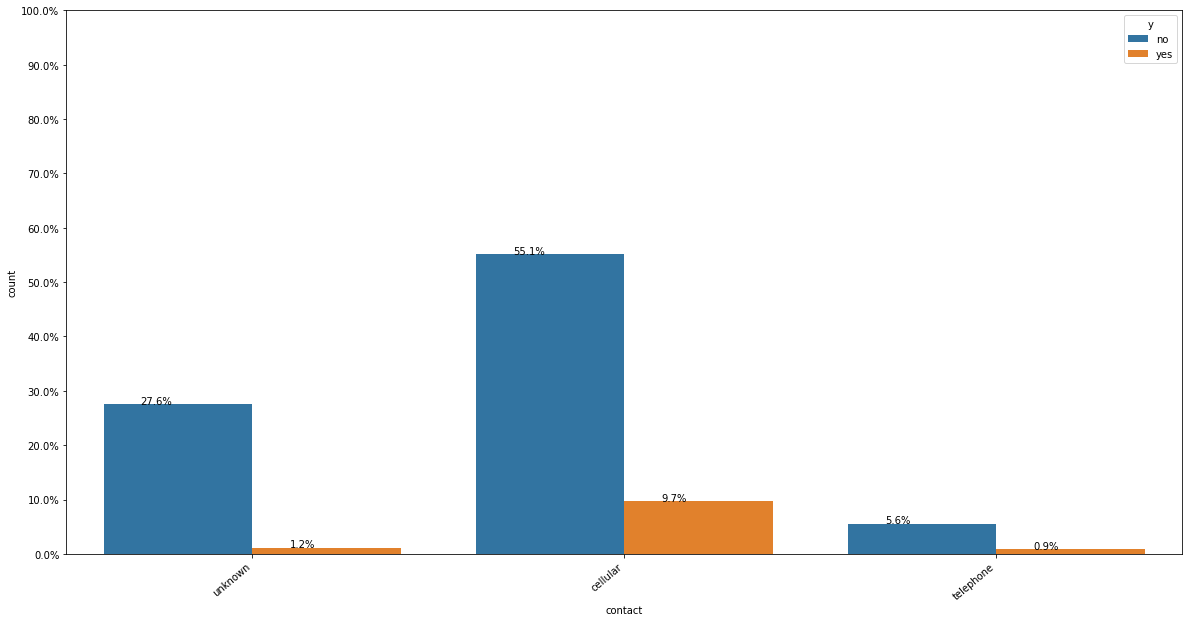 100.0%
90.0%
80.0%
70.0%
60.0%
50.0%
40.0%
30.0%
20.0%
10.0%
0.0%
count
27.6%
1.2%
55.1%
9.7%
5.6%
0.9%
unknown
cellular
telephone
contact
y
no
yes